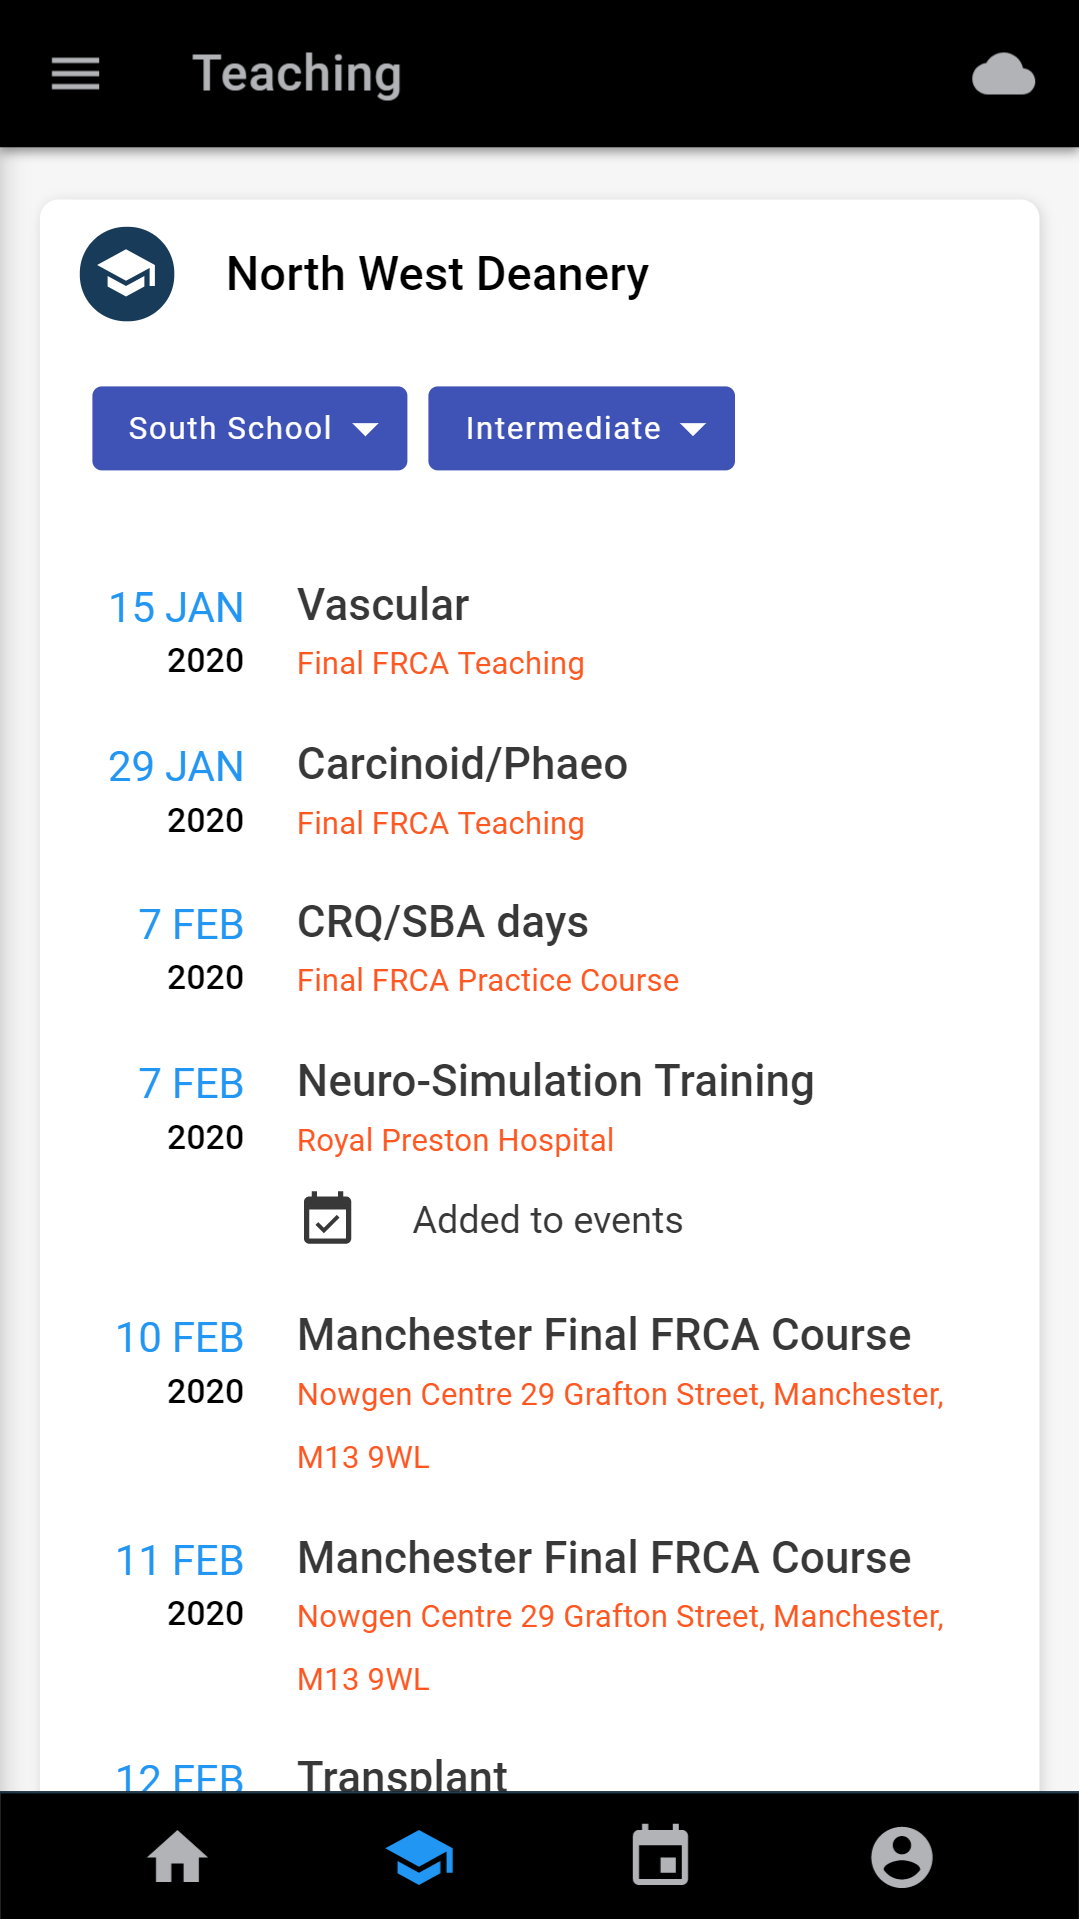 Teaching
North West Deanery
South School
Intermediate
15 JAN
2020
Vascular
Final FRCA Teaching
29 JAN
2020
Carcinoid/Phaeo
Final FRCA Teaching
7 FEB
2020
CRQ/SBA days
Final FRCA Practice Course
7 FEB
2020
Neuro-Simulation Training
Royal Preston Hospital
Added to events
10 FEB
2020
Manchester Final FRCA Course
Nowgen Centre 29 Grafton Street, Manchester,
M13 9WL
11 FEB
2020
Manchester Final FRCA Course
Nowgen Centre 29 Grafton Street, Manchester,
M13 9WL
12 FEB
Transplant